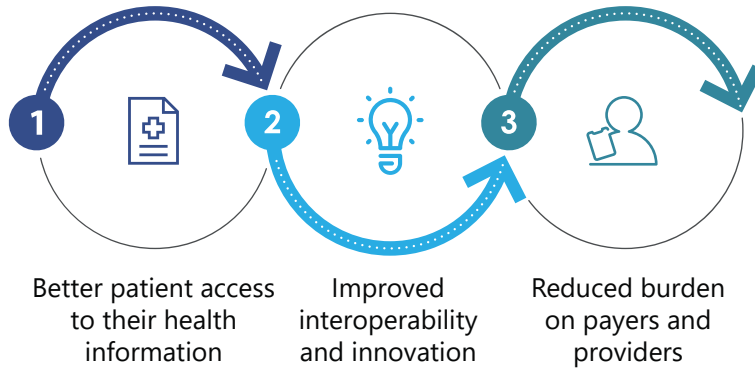 1
2
3
Better patient access
to their health
information
Improved
interoperability
and innovation
Reduced burden
on payers and
providers